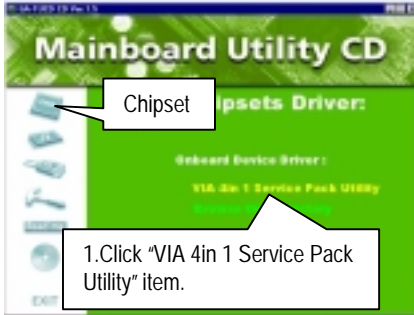 Mainboard Utility CD
Chipset
ipsets Driver:
Onboard Device Driver :
VIA 4in 1 Service Pack Utility
1.Click “VIA 4in 1 Service Pack
Utility” item.
EXIT